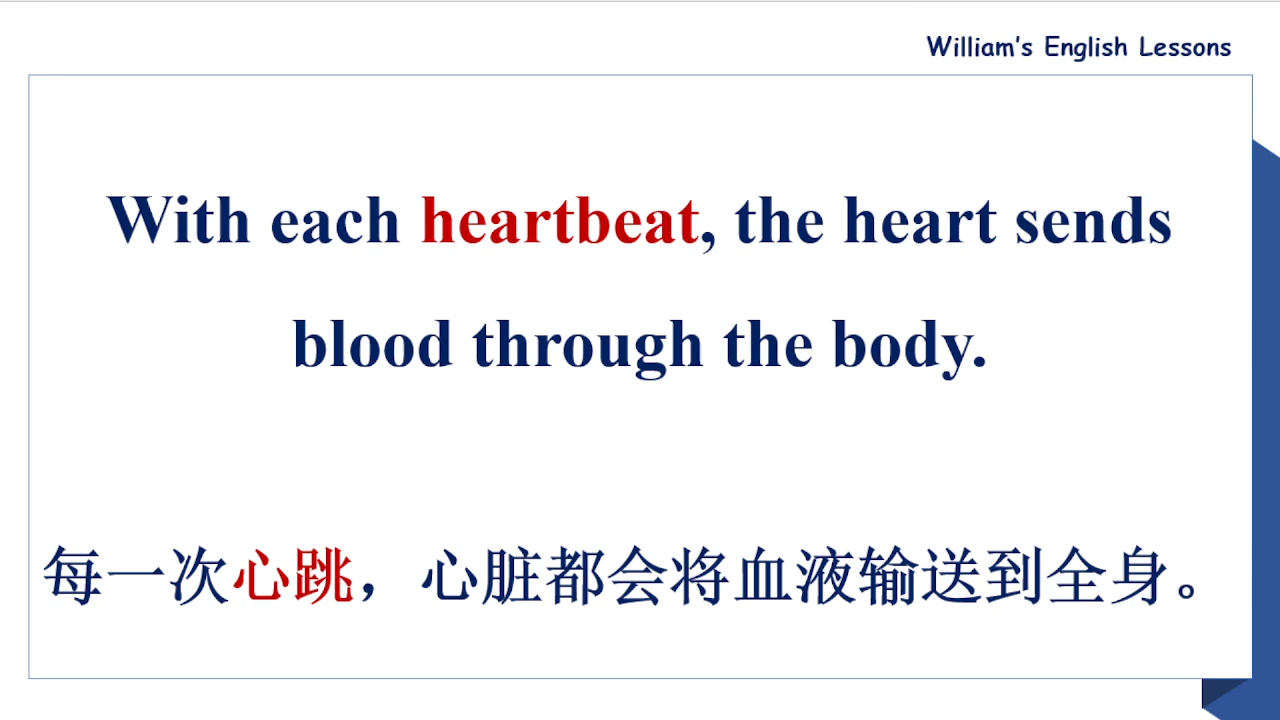 William's English Lessons
With each heartbeat, the heart sends
blood through the body.
每一次心跳，心脏都会将血液输送到全身。